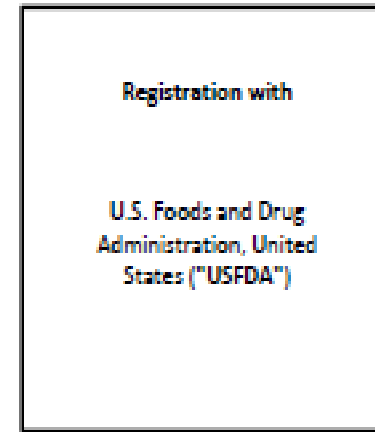 Registration with
U.S. Foods and Drug
Administration, United
States ("USFDA")